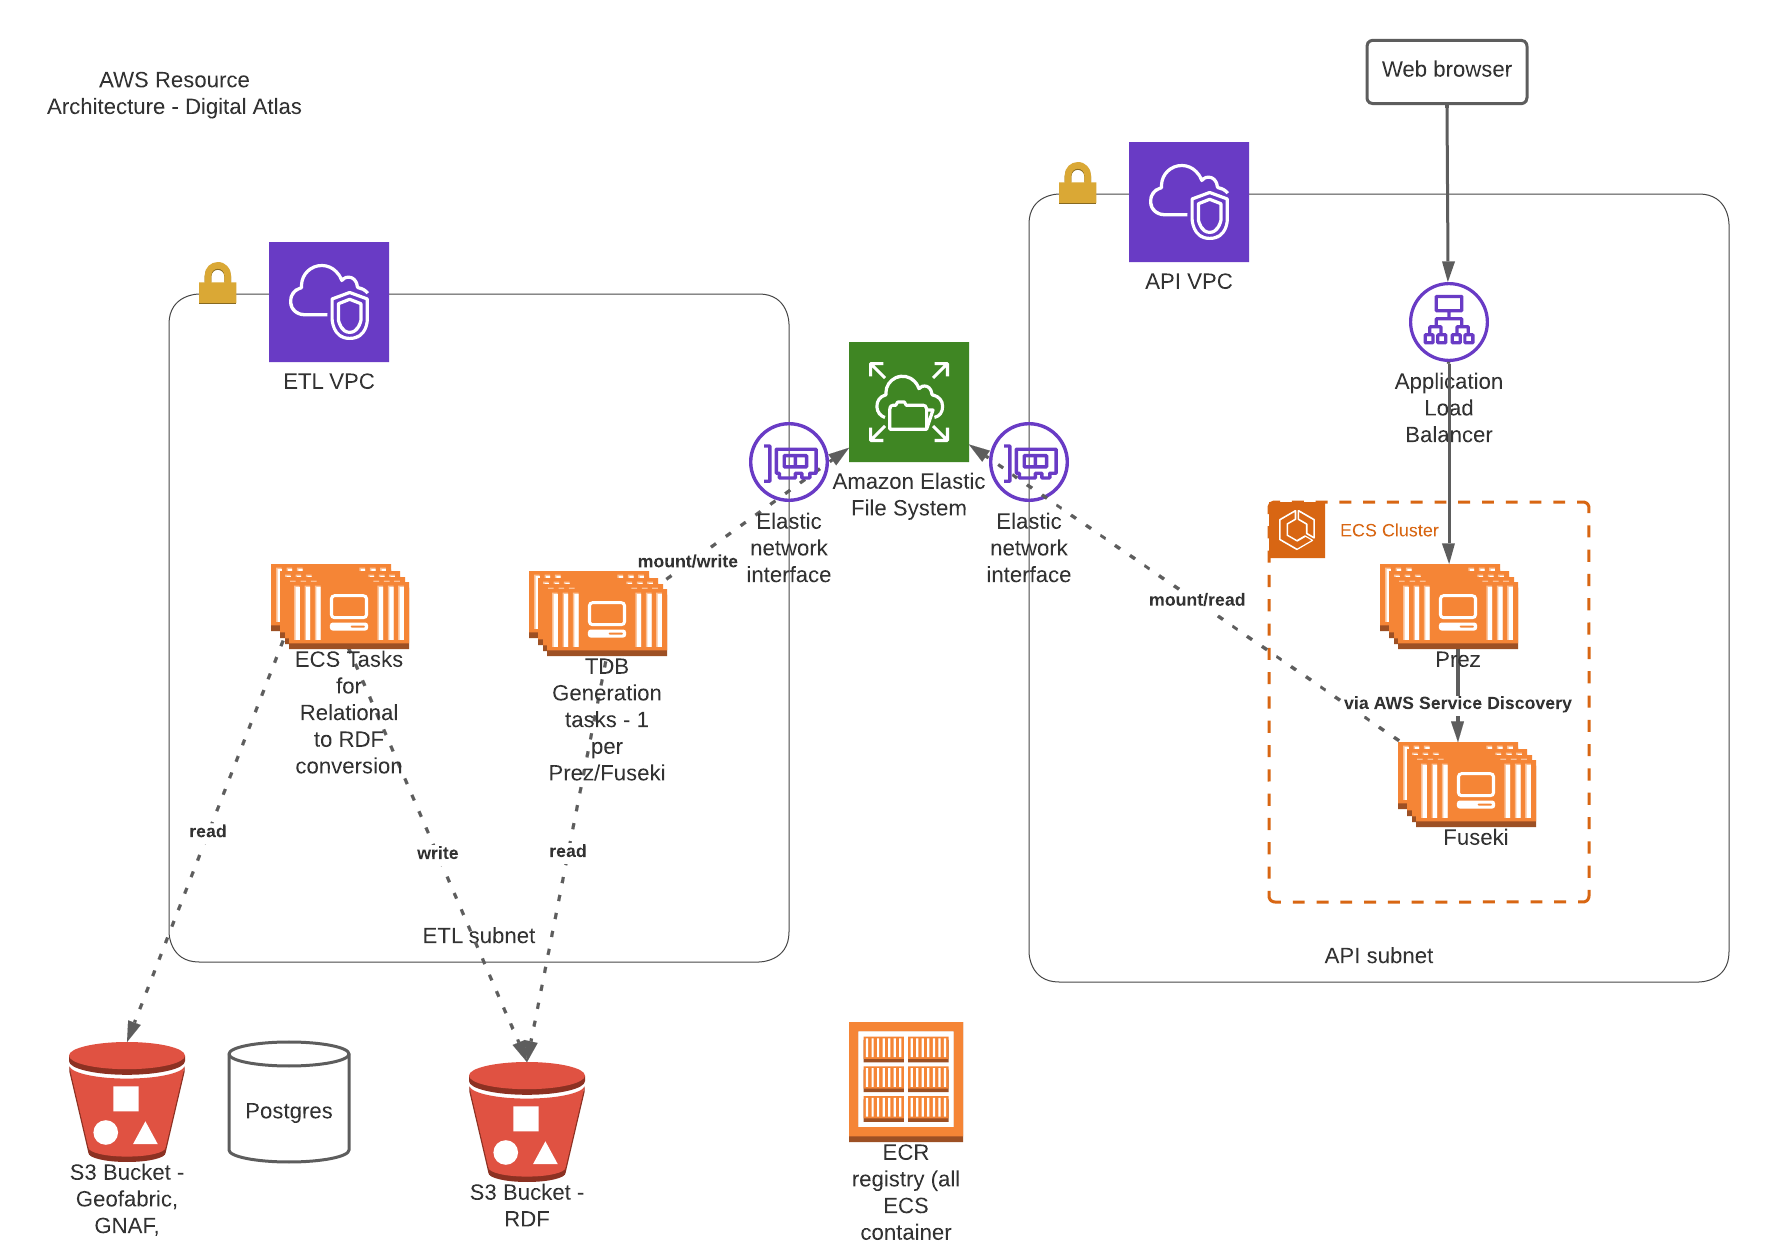 AWS Resource
Architecture - Digital Atlas
Web browser
API VPC
ETL VPC
Application
Load
Balancer
Amazon Elastic
File System
Elastic
network
interface
Elastic
network
interface
ECS Cluster
mount/write
mount/read
ECS Tasks
for
Relational
to RDF
conversion
TDB
Generation
tasks - 1
per
Prez/Fuseki
Prez
via AWS Service Discovery
Fuseki
read
write
read
ETL subnet
API subnet
Postgres
S3 Bucket -
Geofabric,
GNAF,
S3 Bucket -
RDF
ECR
registry (all
ECS
container